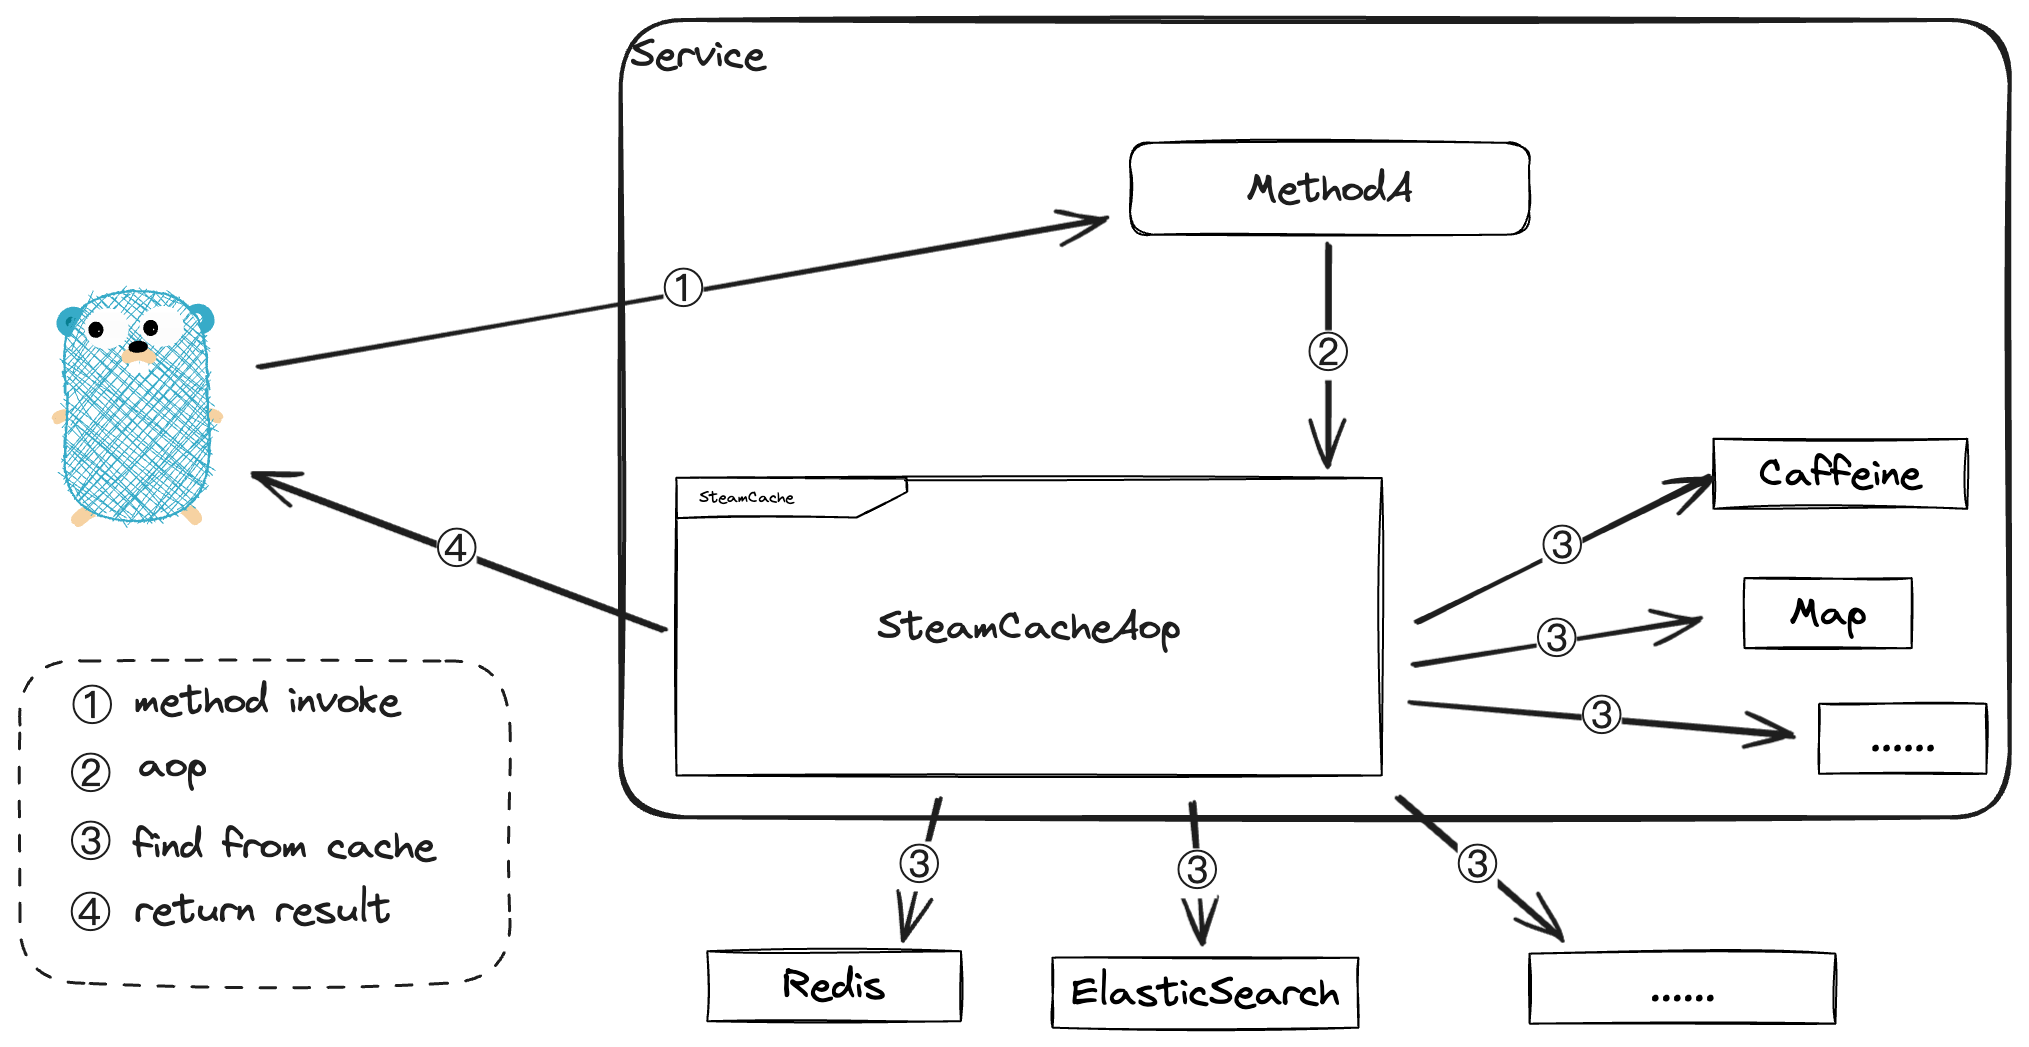 Service
MethodA
①
②
SteamCache
Caffeine
③
④
SteamCacheAop
Map
③
③
......
① method invoke
② aop
③ find from cache
④ return result
③
③
③
Redis
ElasticSearch
......